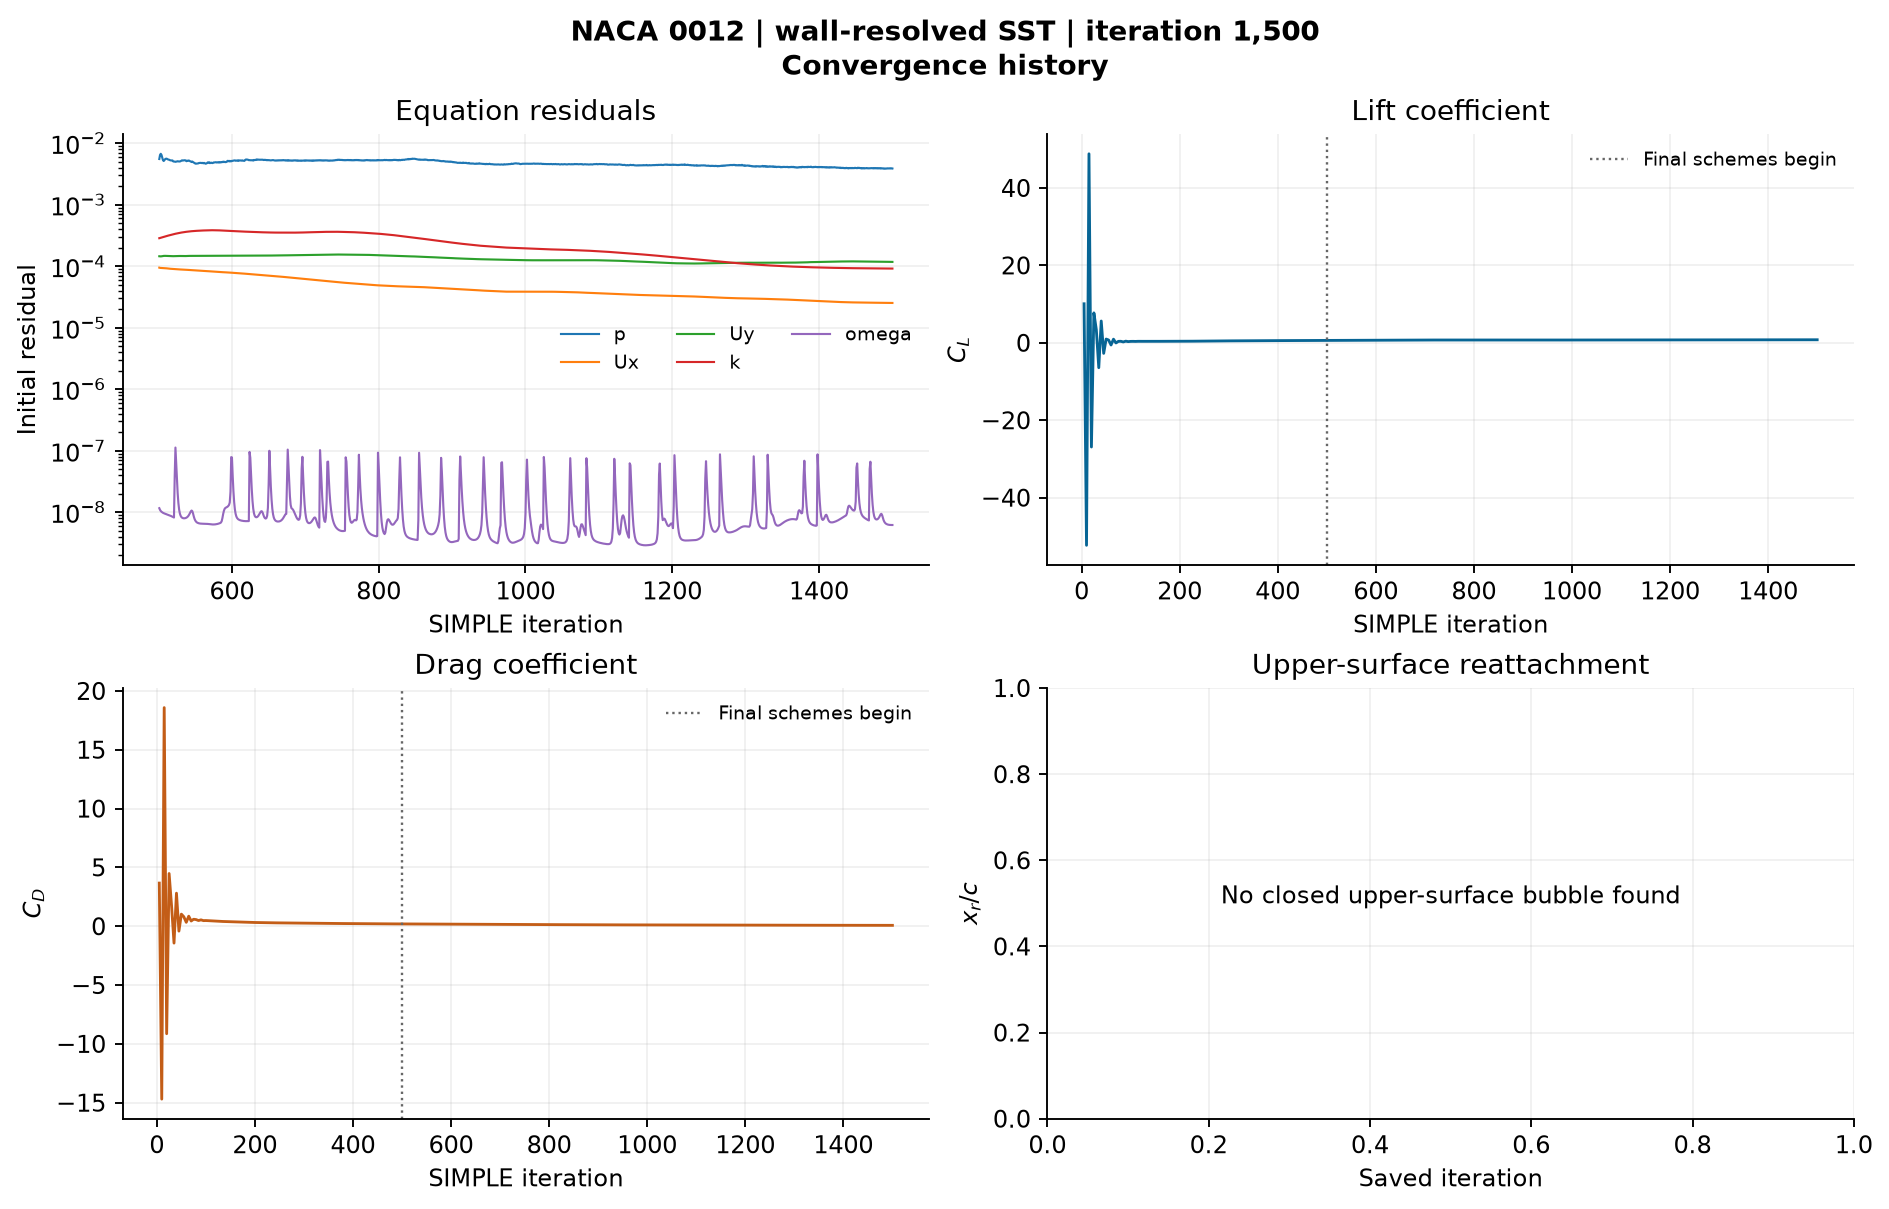 NACA 0012 | wall-resolved SST | iteration 1,500
Convergence history
Equation residuals
Initial residual
10⁻²
10⁻³
10⁻⁴
10⁻⁵
10⁻⁶
10⁻⁷
10⁻⁸
p
Uy
omega
Ux
k
600
800
1000
1200
1400
SIMPLE iteration
Lift coefficient
C_L
40
20
0
−20
−40
Final schemes begin
0
200
400
600
800
1000
1200
1400
SIMPLE iteration
Drag coefficient
C_D
20
15
10
5
0
−5
−10
−15
Final schemes begin
0
200
400
600
800
1000
1200
1400
SIMPLE iteration
Upper-surface reattachment
x_r/c
1.0
0.8
0.6
0.4
0.2
0.0
No closed upper-surface bubble found
0.0
0.2
0.4
0.6
0.8
1.0
Saved iteration